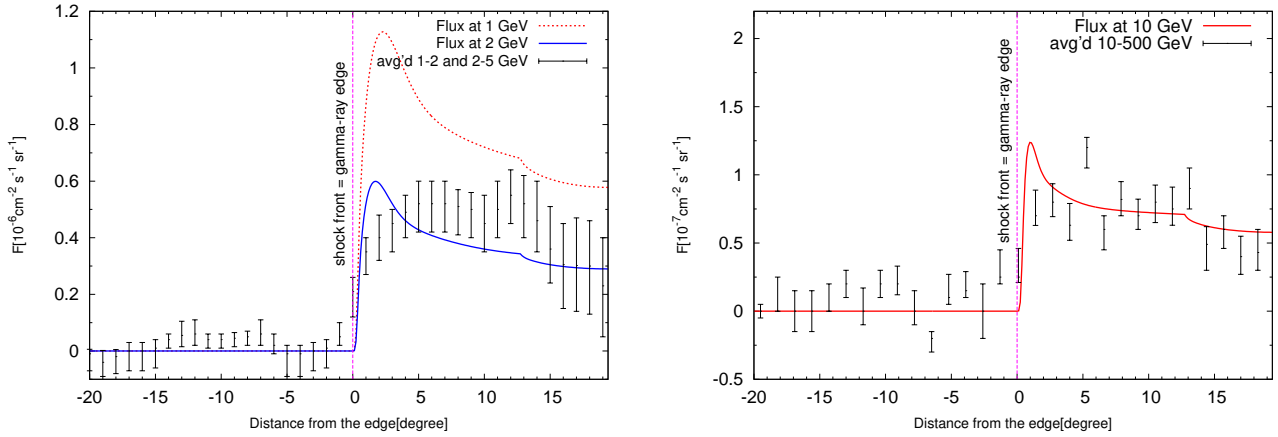 1.2
1
0.8
0.6
0.4
0.2
0
-20
-15
-10
-5
0
5
10
15
F[10^-6cm^-2 s^-1 sr^-1]
Distance from the edge[degree]
shock front = gamma-ray edge
Flux at 1 GeV
Flux at 2 GeV
avg'd 1-2 and 2-5 GeV
2
1.5
1
0.5
0
-0.5
-20
-15
-10
-5
0
5
10
15
F[10^-7cm^-2 s^-1 sr^-1]
Distance from the edge[degree]
shock front = gamma-ray edge
Flux at 10 GeV
avg'd 10-500 GeV